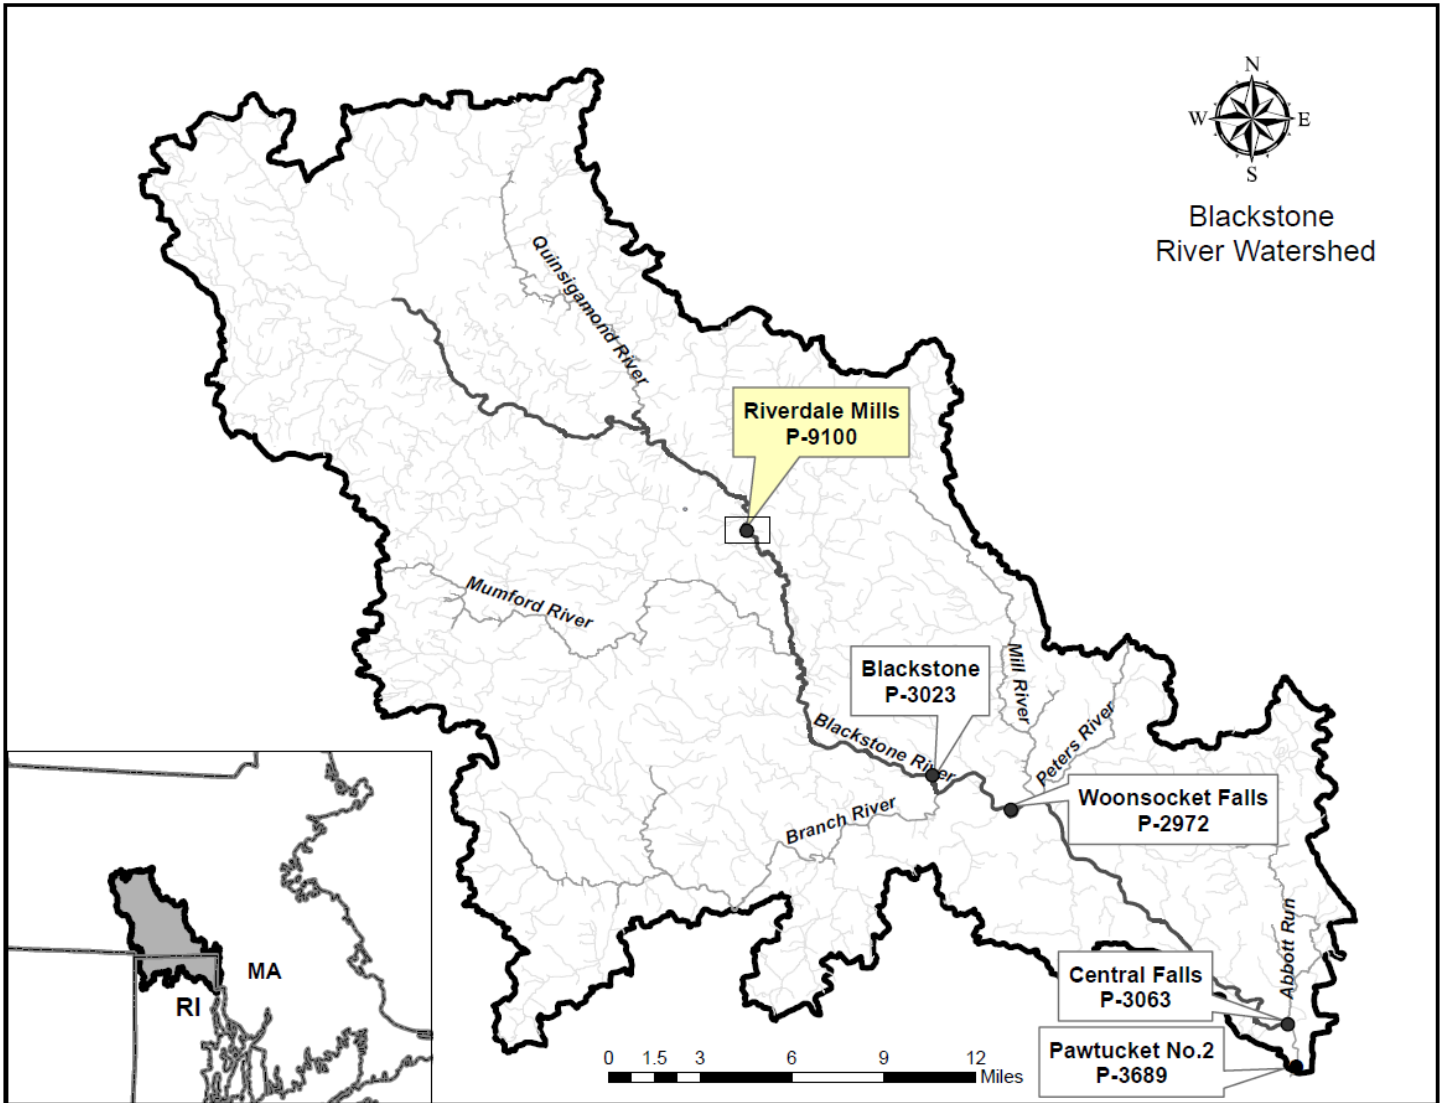 N
W
E
S
Blackstone
River Watershed
Quinsigamond River
Riverdale Mills
P-9100
Mumford River
Mill River
Blackstone
P-3023
Peters River
Blackstone River
Woonsocket Falls
P-2972
Branch River
Abbott Run
Central Falls
P-3063
MA
RI
Pawtucket No.2
P-3689
0 1.5 3 6 9 12
Miles